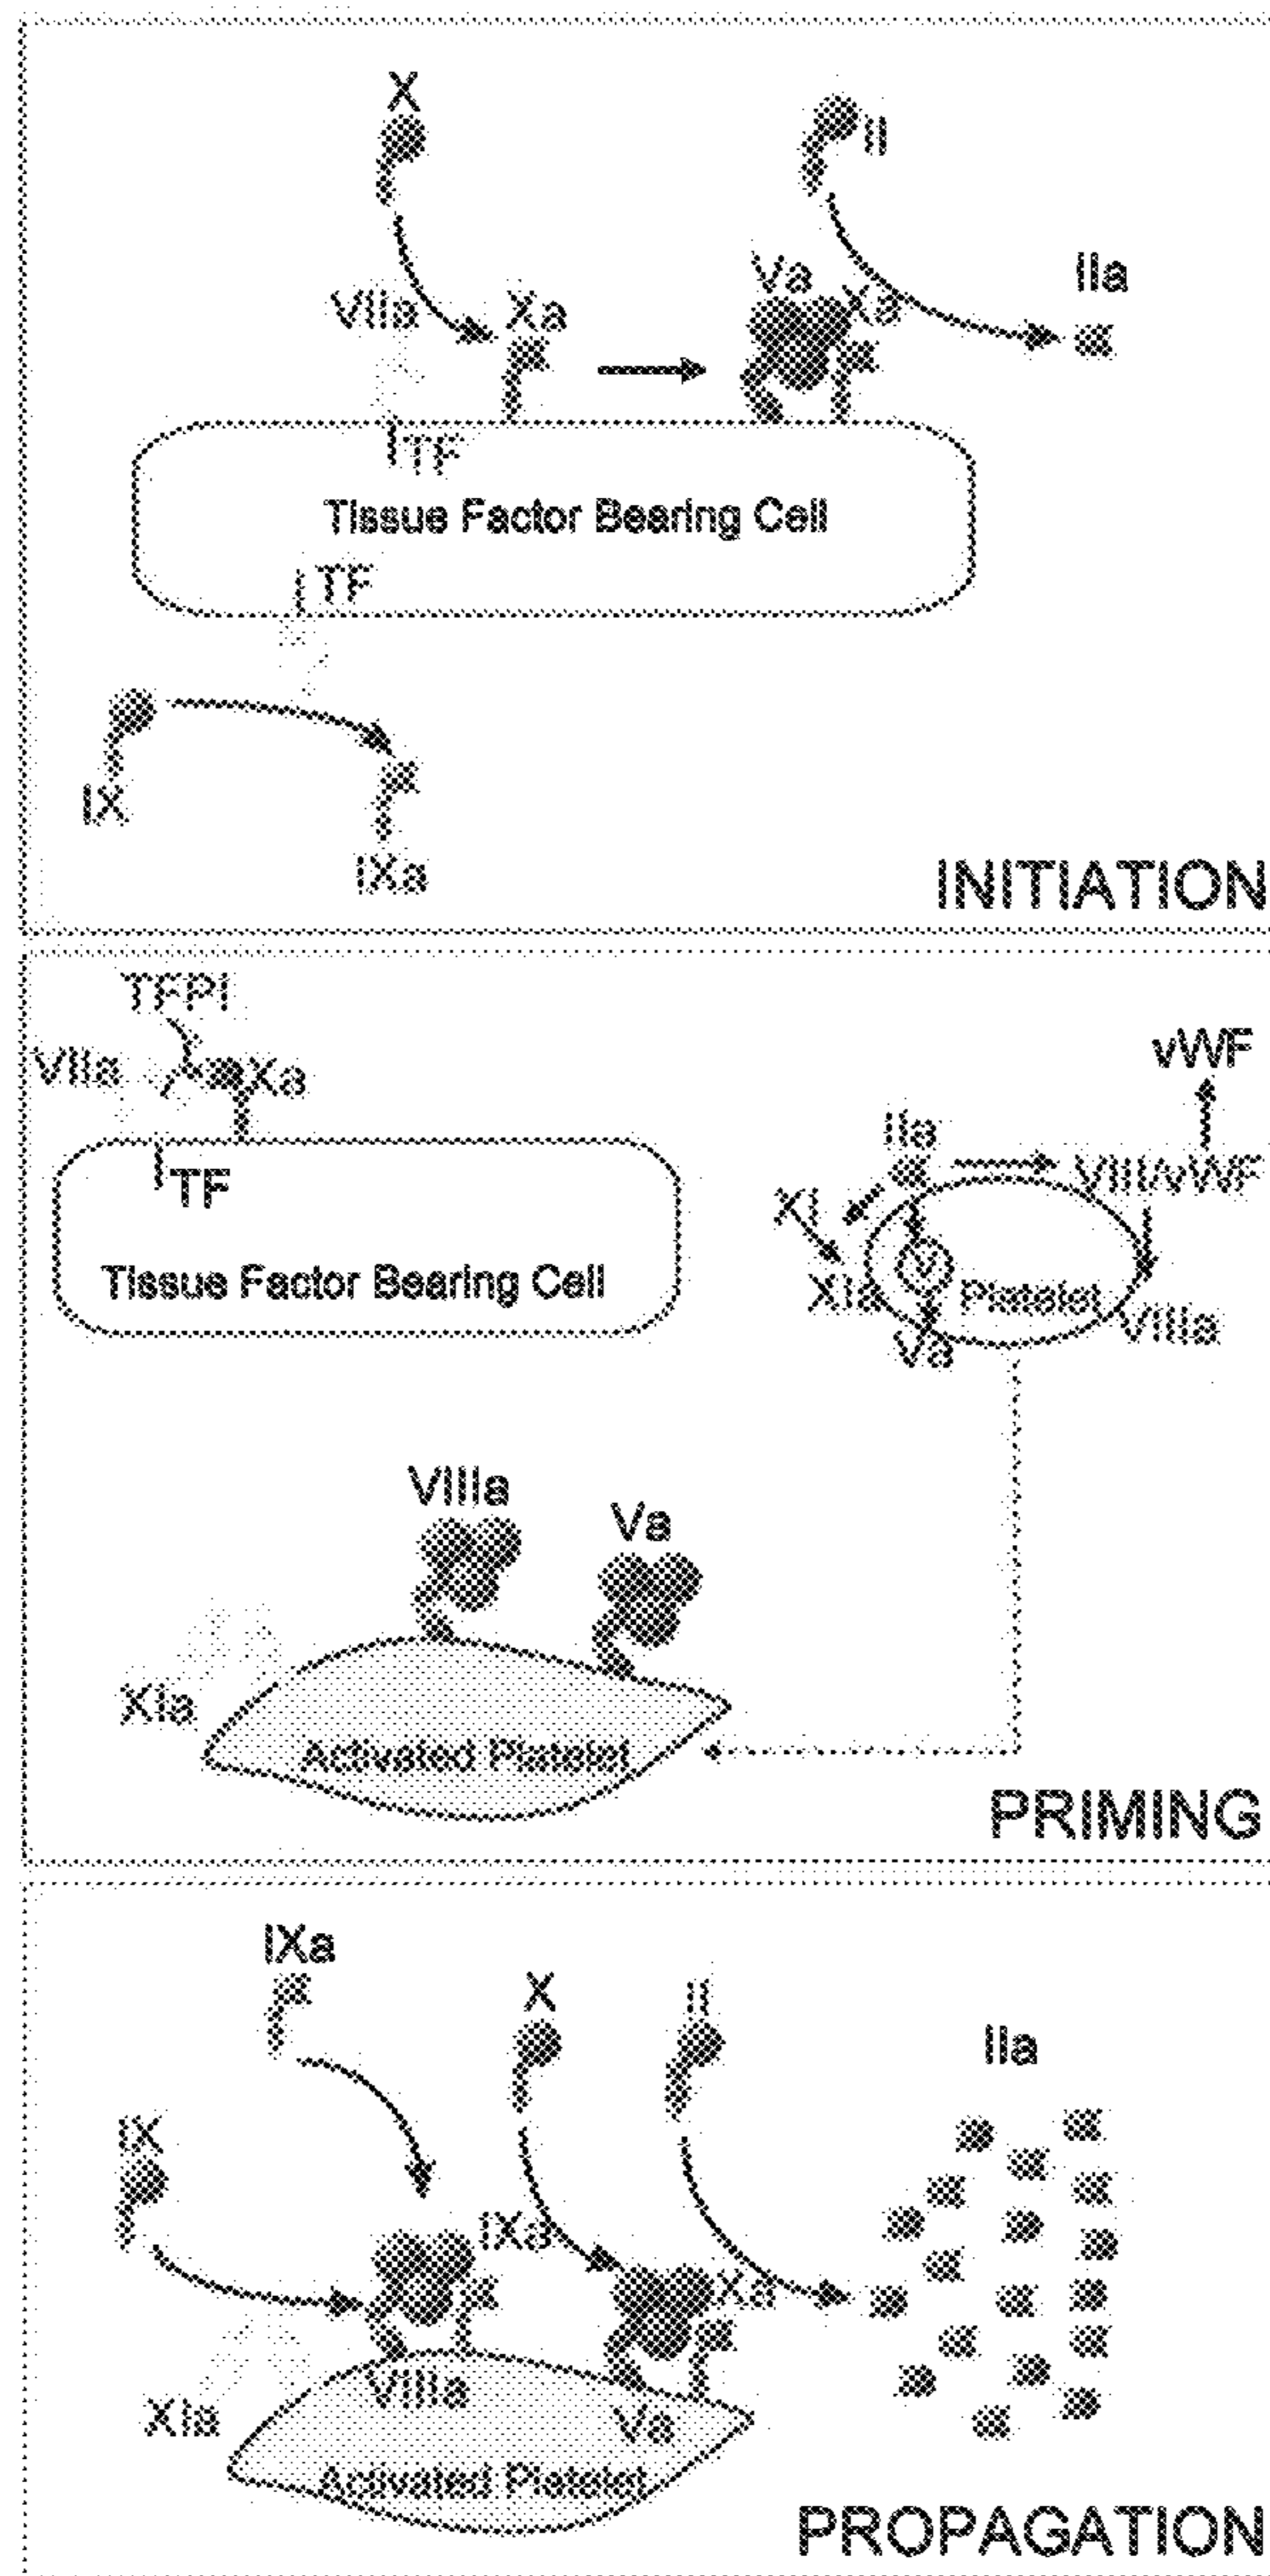 X
II
VIIa
Xa
Va
Xa
IIa
TF
Tissue Factor Bearing Cell
TF
IX
IXa
INITIATION
TFPI
VIIa
Xa
TF
Tissue Factor Bearing Cell
vWF
IIa
VIII/vWF
XI
V
XIa
Platelet
VIIIa
Va
VIIIa
Va
XIa
Activated Platelet
PRIMING
IXa
X
II
IIa
IX
IXa
Xa
VIIIa
XIa
Va
Activated Platelet
PROPAGATION